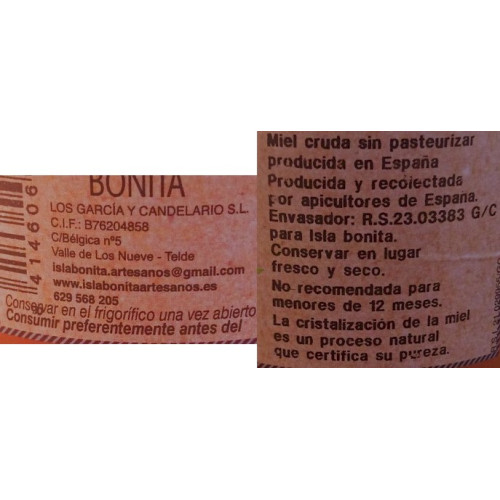 BONITA
LOS GARCÍA Y CANDELARIO S.L.
C.I.F.: B76204858
C/Bélgica nº5
Valle de Los Nueve - Telde
islabonita.artesanos@gmail.com
www.islabonitaartesanos.es
629 568 205
Conservar en el frigorífico una vez abierto
Consumir preferentemente antes del
414606
Miel cruda sin pasteurizar
producida en España
Producida y recolectada
por apicultores de España.
Envasador: R.S.23.03383 G/C
para Isla bonita.
Conservar en lugar
fresco y seco.
No recomendada para
menores de 12 meses.
La cristalización de la miel
es un proceso natural
que certifica su pureza.